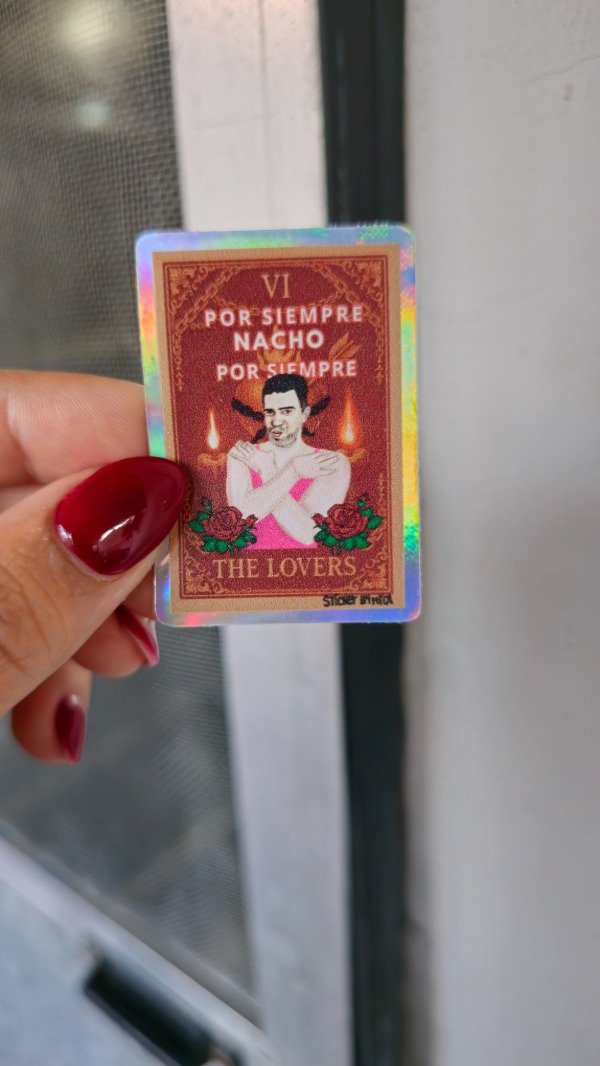 VI
POR SIEMPRE
NACHO
POR SIEMPRE
THE LOVERS